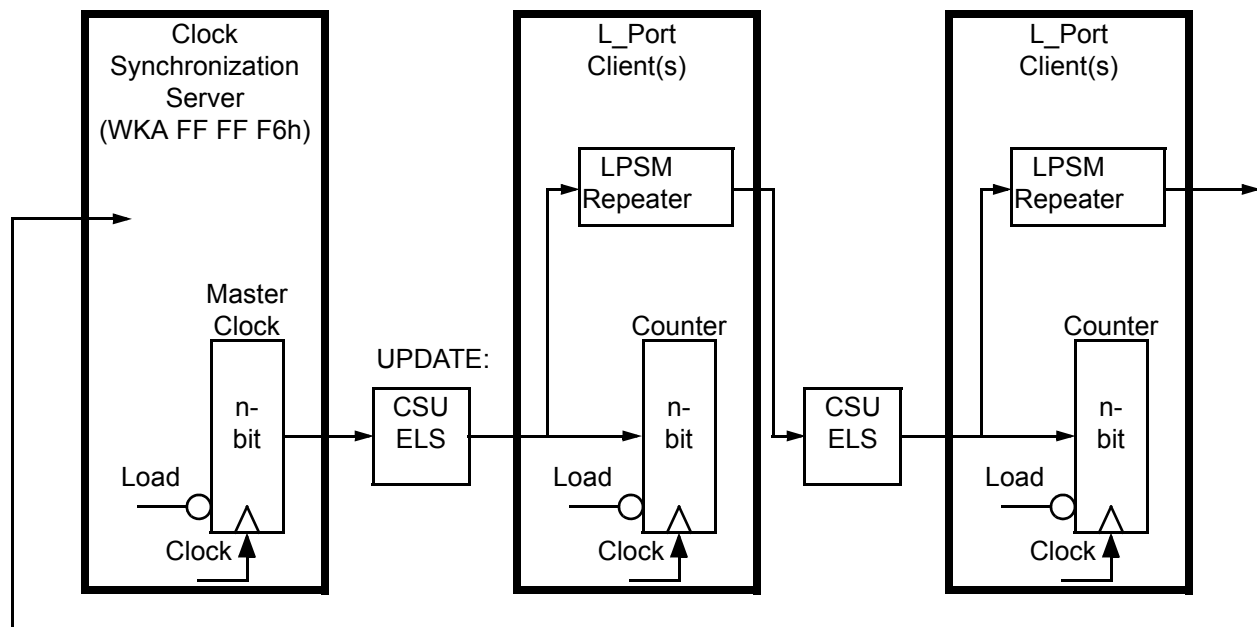 Clock
Synchronization
Server
(WKA FF FF F6h)
Master
Clock
n-
bit
Load
Clock
UPDATE:
CSU
ELS
L_Port
Client(s)
LPSM
Repeater
Counter
n-
bit
Load
Clock
CSU
ELS
L_Port
Client(s)
LPSM
Repeater
Counter
n-
bit
Load
Clock